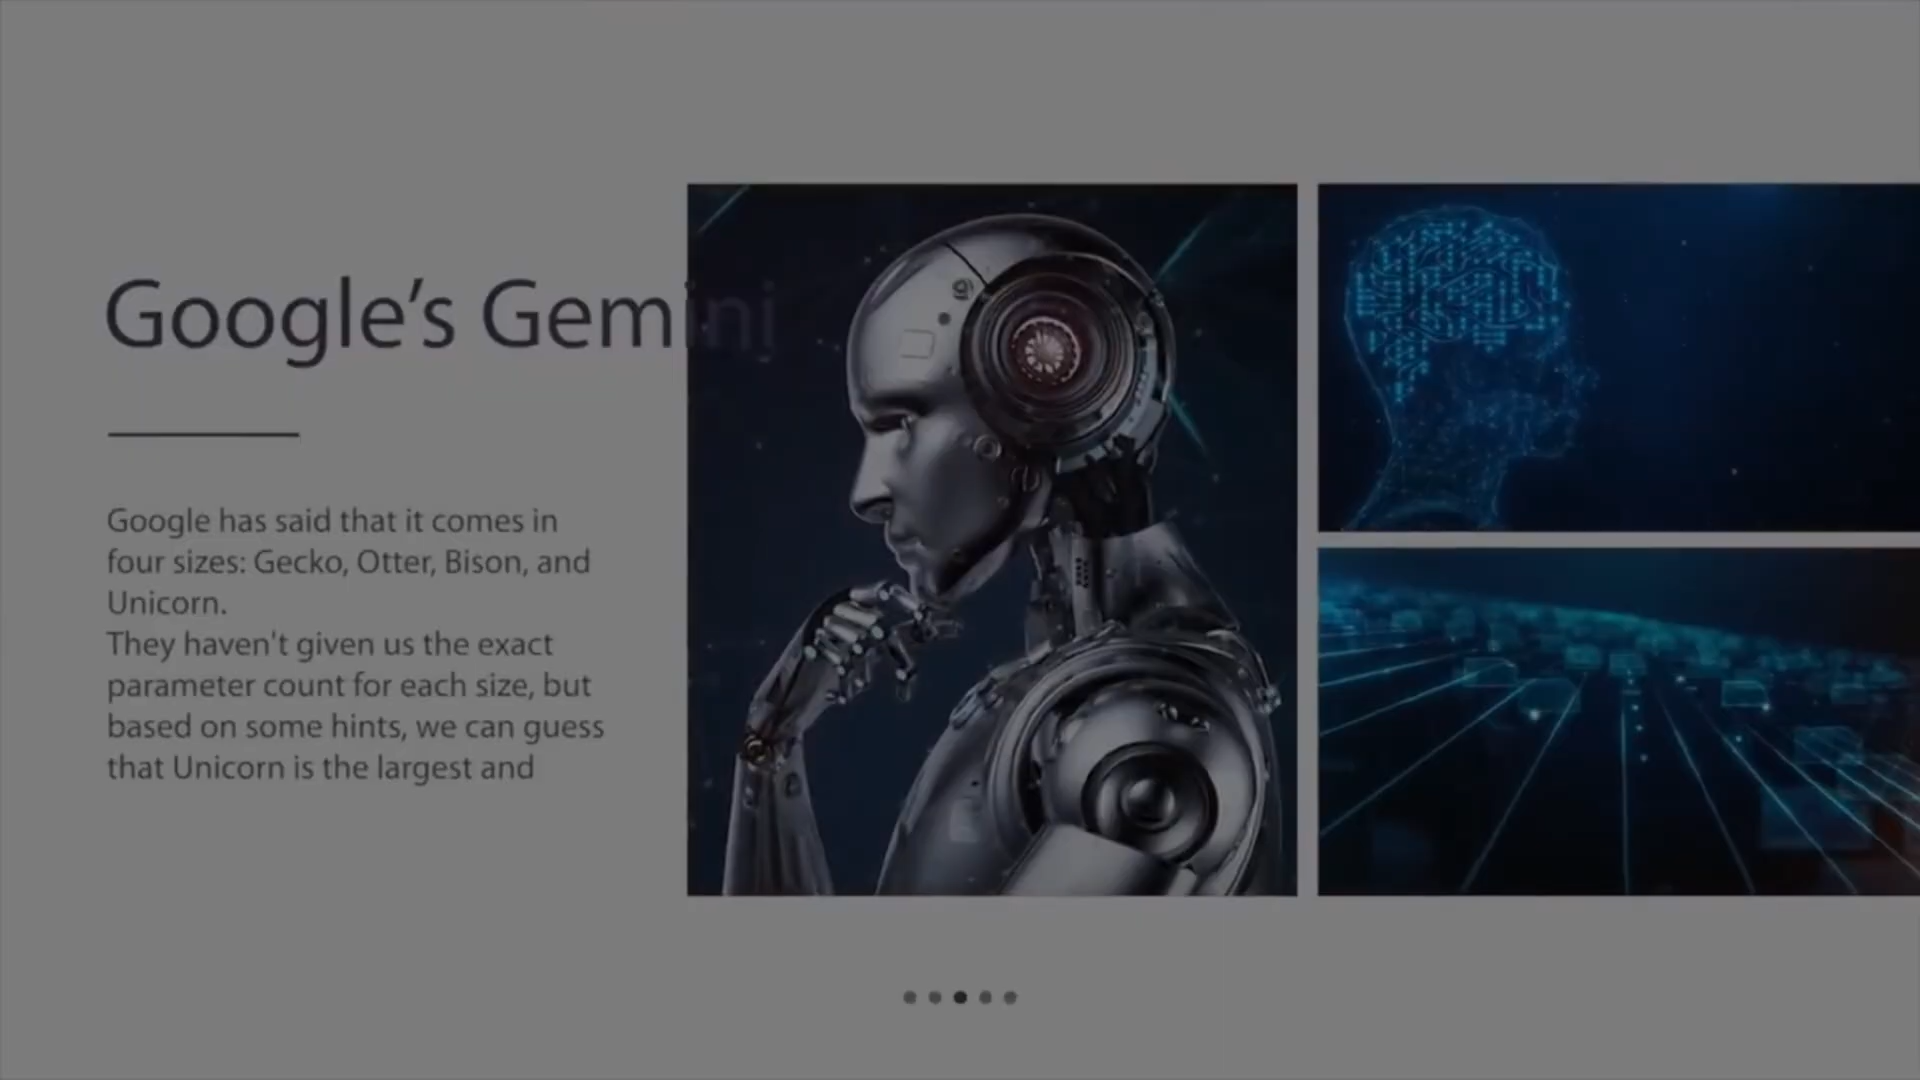 Google’s Gemini
Google has said that it comes in
four sizes: Gecko, Otter, Bison, and
Unicorn.
They haven't given us the exact
parameter count for each size, but
based on some hints, we can guess
that Unicorn is the largest and